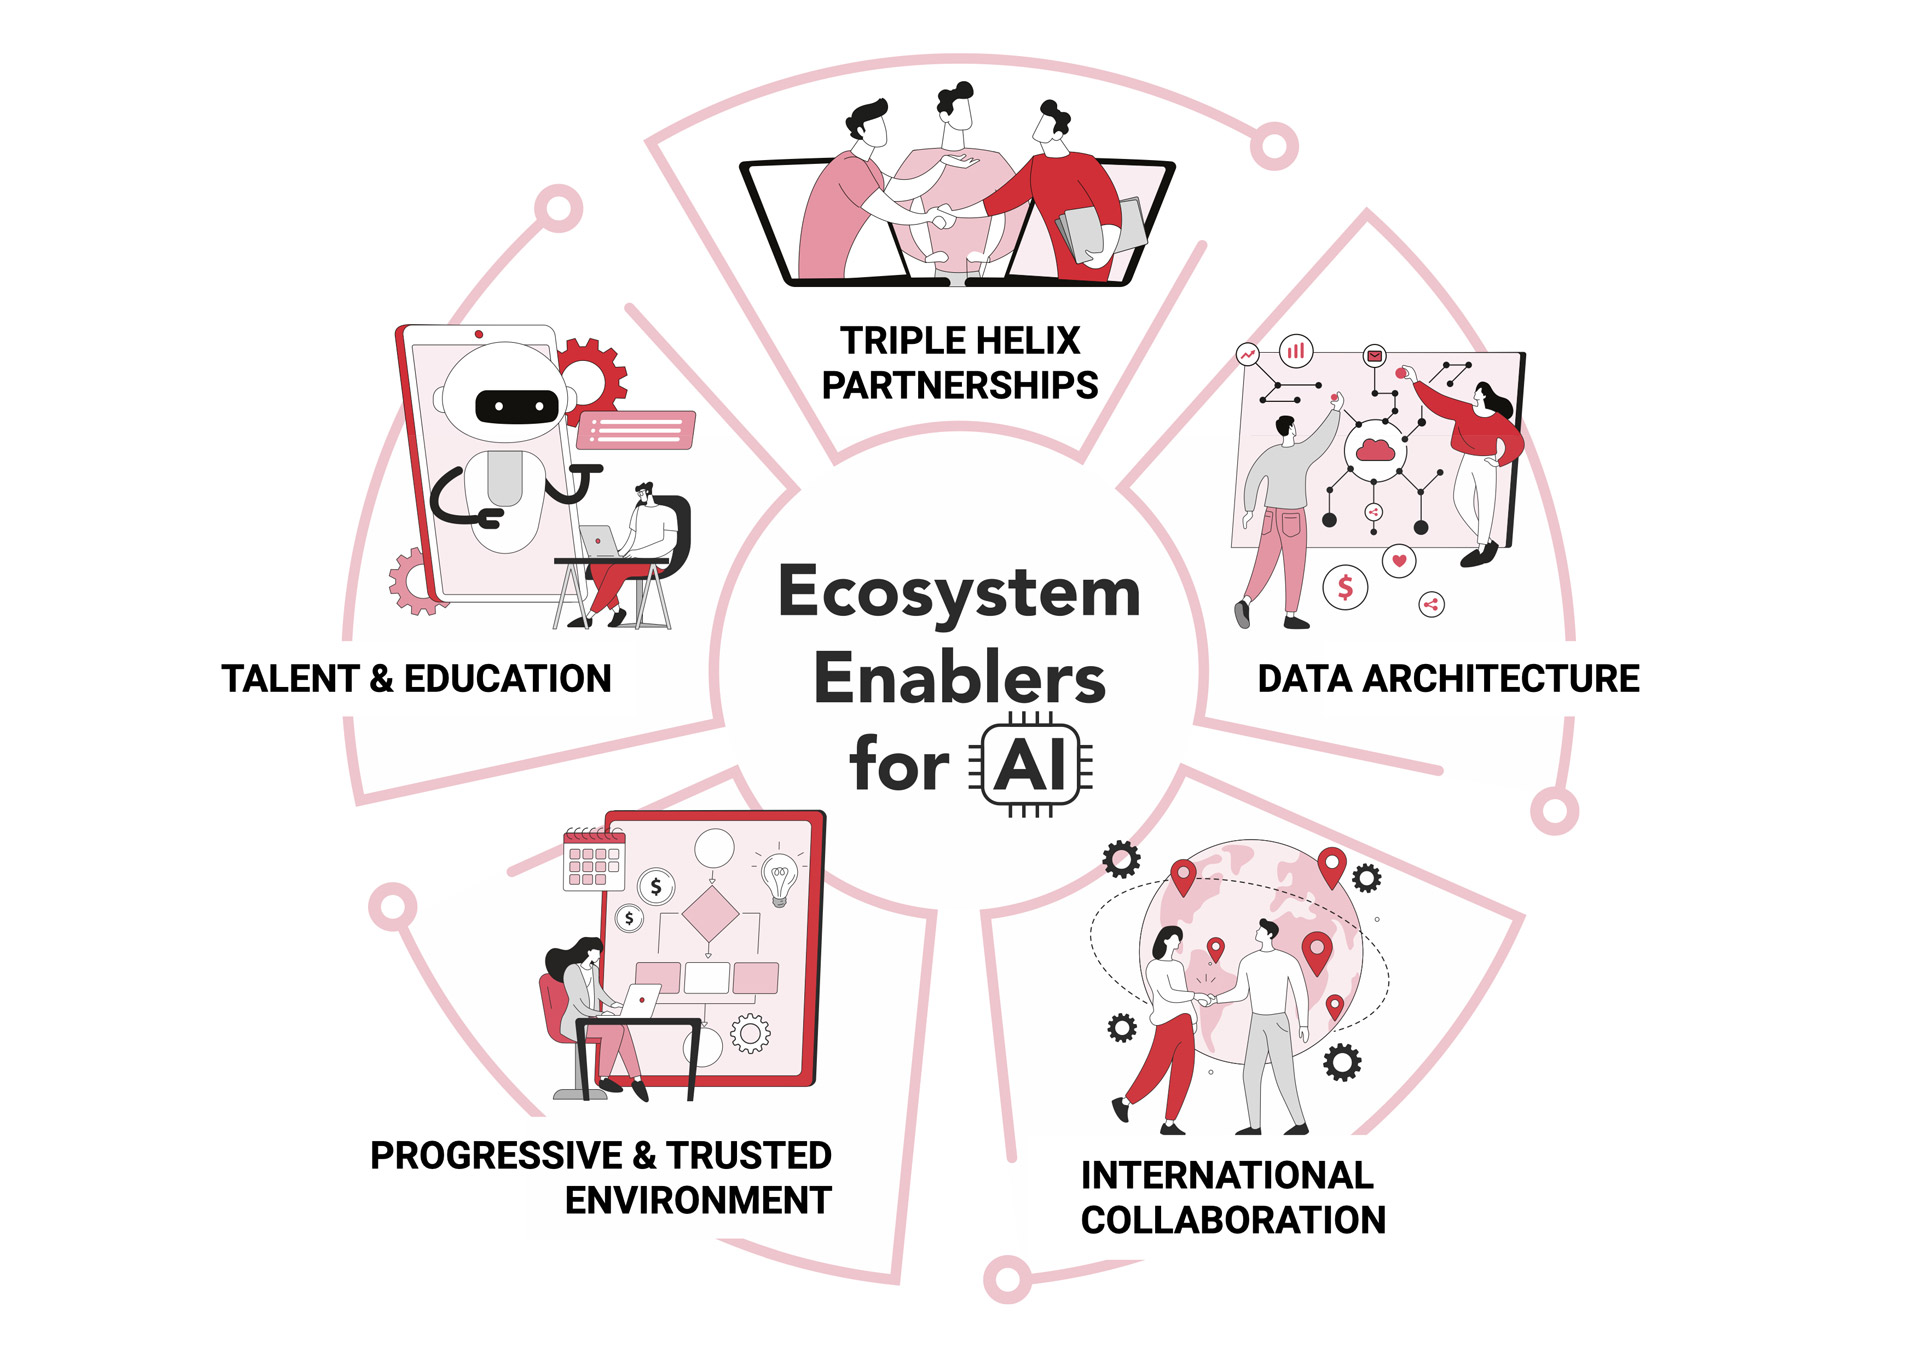 TRIPLE HELIX
PARTNERSHIPS
TALENT & EDUCATION
DATA ARCHITECTURE
Ecosystem
Enablers
for AI
$
$
$
PROGRESSIVE & TRUSTED
ENVIRONMENT
INTERNATIONAL
COLLABORATION